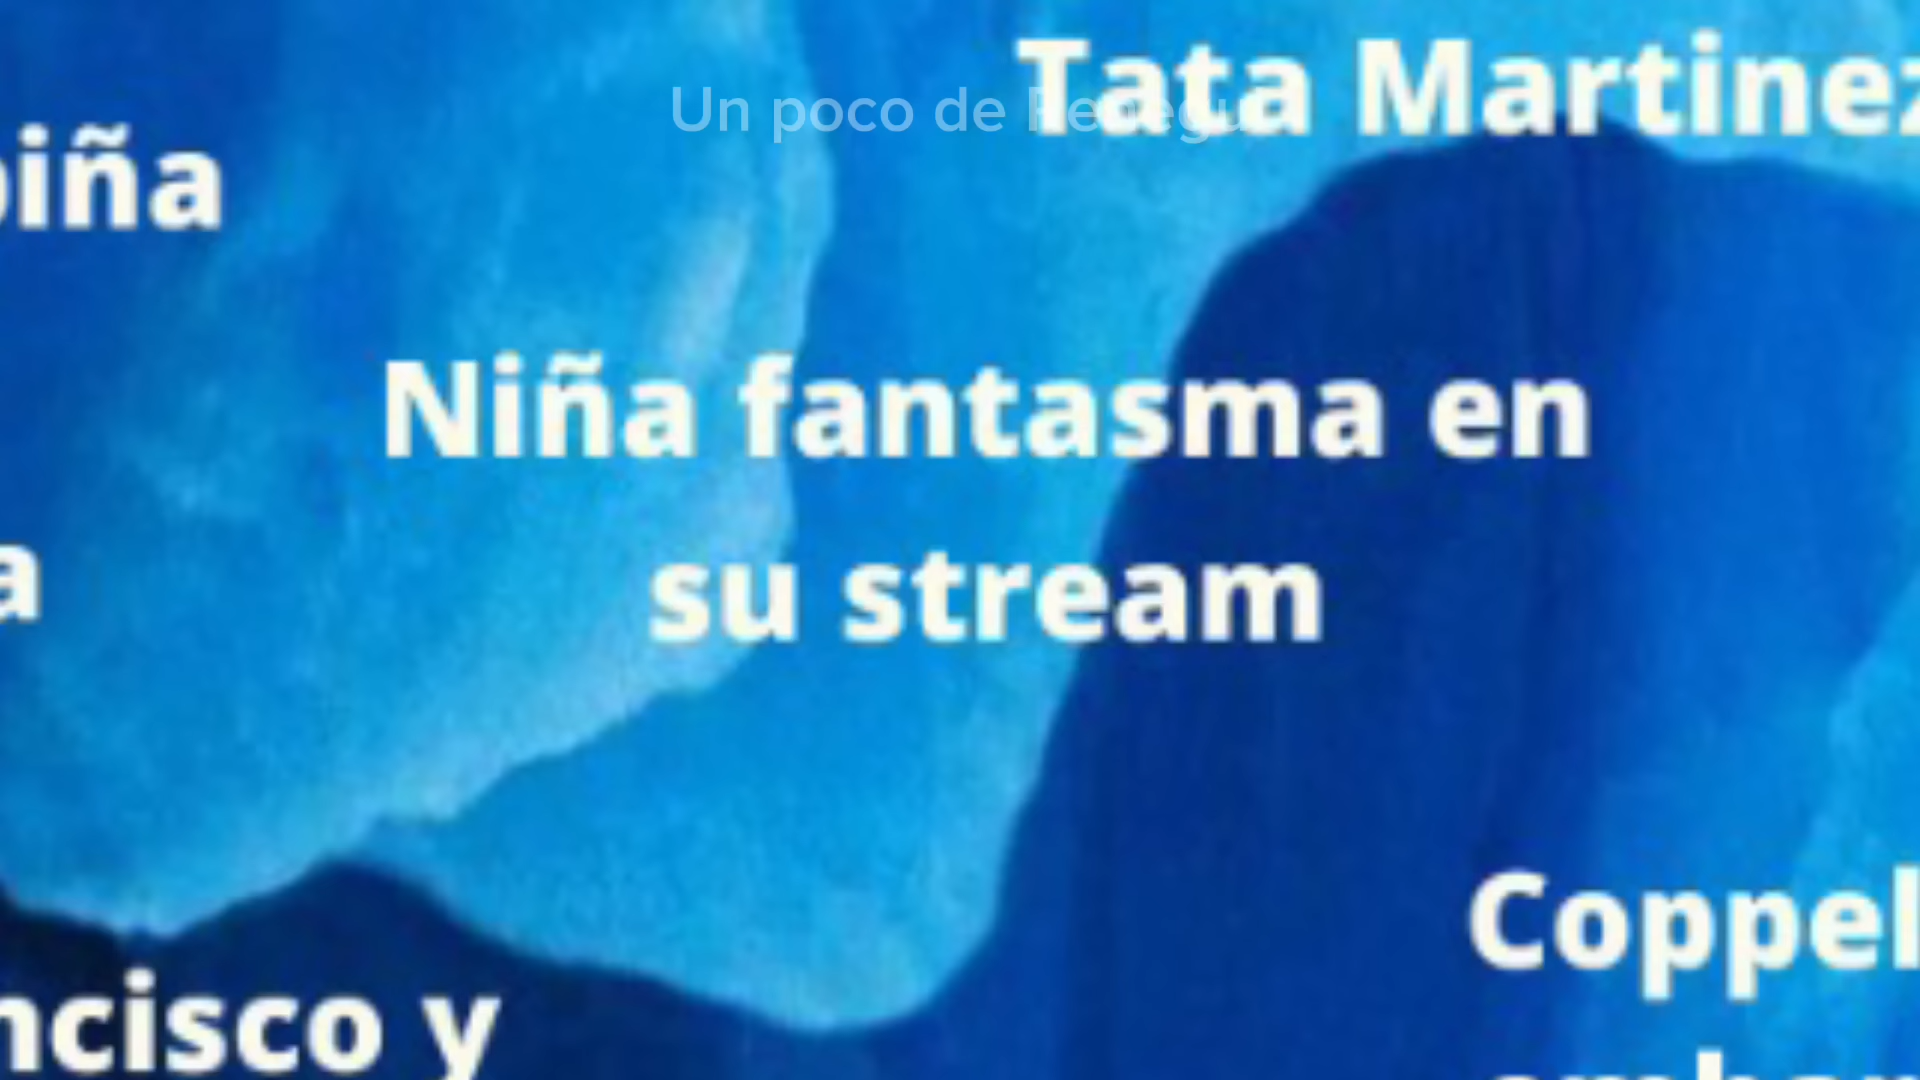 Tata Martinez
Un poco de
piña
Niña fantasma en
su stream
a
Coppel
ncisco y